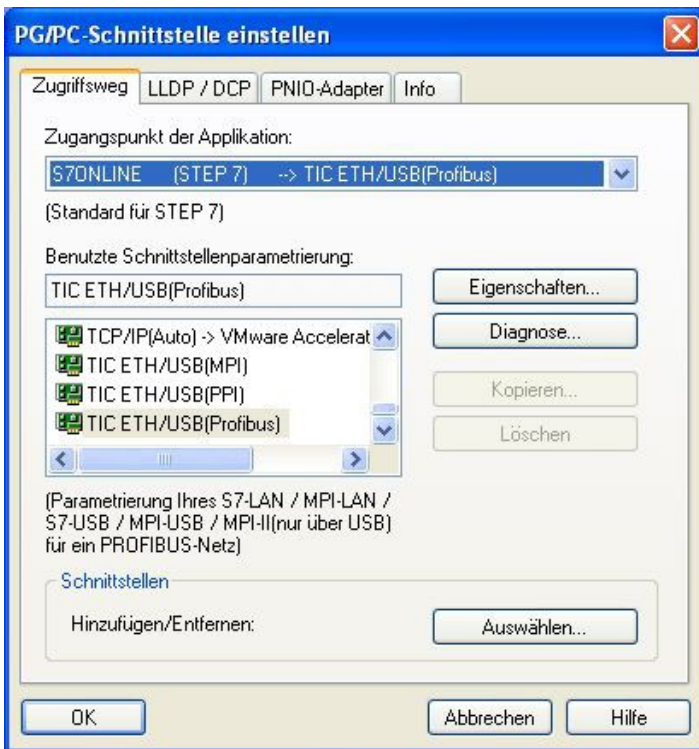 PG/PC-Schnittstelle einstellen
Zugriffsweg LLDP / DCP PNIO-Adapter Info
Zugangspunkt der Applikation:
S7ONLINE (STEP 7) --> TIC ETH/USB(Profibus)
(Standard für STEP 7)
Benutzte Schnittstellenparametrierung:
TIC ETH/USB(Profibus)
Eigenschaften...
TCP/IP(Auto) -> VMware Accelerat
Diagnose...
TIC ETH/USB(MPI)
TIC ETH/USB(PPI)
Kopieren...
TIC ETH/USB(Profibus)
Löschen
(Parametrierung Ihres S7-LAN / MPI-LAN /
S7-USB / MPI-USB / MPI-II(nur über USB)
für ein PROFIBUS-Netz)
Schnittstellen
Hinzufügen/Entfernen:
Auswählen...
OK Abbrechen Hilfe